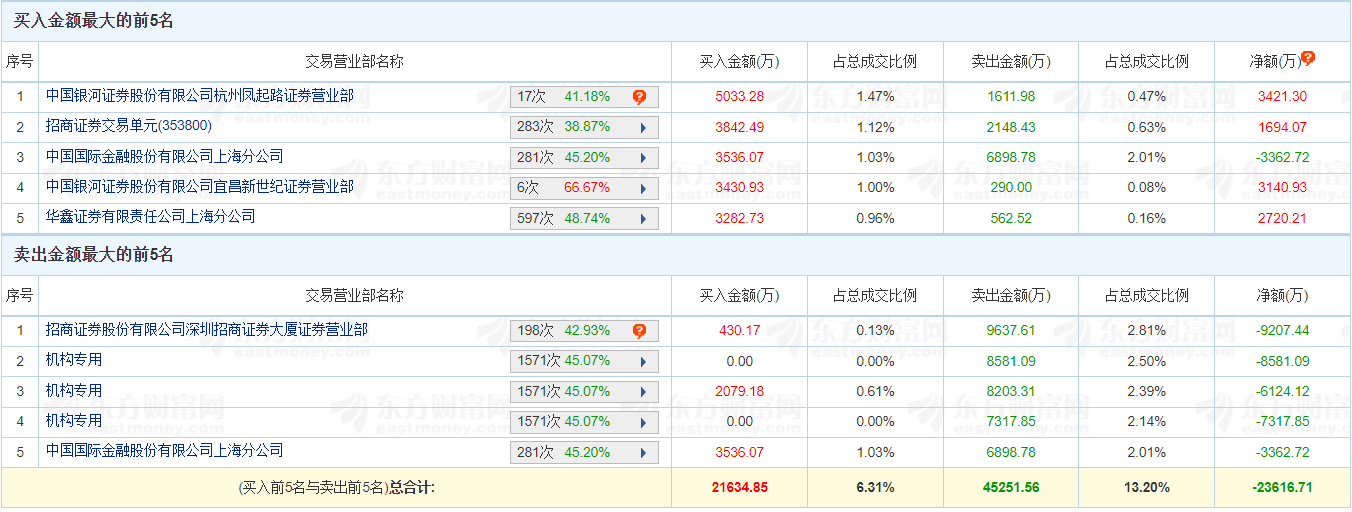 买入金额最大的前5名
序号 交易营业部名称 买入金额(万) 占总成交比例 卖出金额(万) 占总成交比例 净额(万)
1 中国银河证券股份有限公司杭州凤起路证券营业部 17次 41.18% 5033.28 1.47% 1611.98 0.47% 3421.30
2 招商证券交易单元(353800) 283次 38.87% 3842.49 1.12% 2148.43 0.63% 1694.07
3 中国国际金融股份有限公司上海分公司 281次 45.20% 3536.07 1.03% 6898.78 2.01% -3362.72
4 中国银河证券股份有限公司宜昌新世纪证券营业部 6次 66.67% 3430.93 1.00% 290.00 0.08% 3140.93
5 华鑫证券有限责任公司上海分公司 597次 48.74% 3282.73 0.96% 562.52 0.16% 2720.21
卖出金额最大的前5名
序号 交易营业部名称 买入金额(万) 占总成交比例 卖出金额(万) 占总成交比例 净额(万)
1 招商证券股份有限公司深圳招商证券大厦证券营业部 198次 42.93% 430.17 0.13% 9637.61 2.81% -9207.44
2 机构专用 1571次 45.07% 0.00 0.00% 8581.09 2.50% -8581.09
3 机构专用 1571次 45.07% 2079.18 0.61% 8203.31 2.39% -6124.12
4 机构专用 1571次 45.07% 0.00 0.00% 7317.85 2.14% -7317.85
5 中国国际金融股份有限公司上海分公司 281次 45.20% 3536.07 1.03% 6898.78 2.01% -3362.72
(买入前5名与卖出前5名)总合计: 21634.85 6.31% 45251.56 13.20% -23616.71